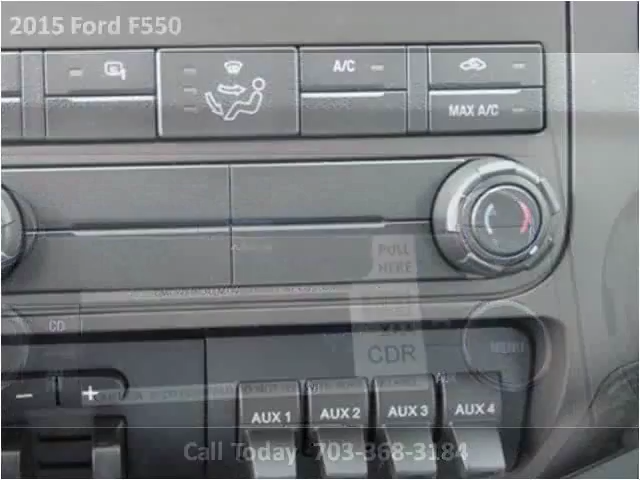 2015 Ford F550
A/C
MAX A/C
PULL
HERE
CD
CDR
MENU
- +
AUX 1 AUX 2 AUX 3 AUX 4
Call Today 703-368-3184